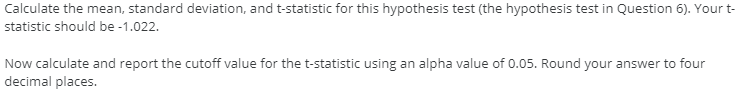 Calculate the mean, standard deviation, and t-statistic for this hypothesis test (the hypothesis test in Question 6). Your t-
statistic should be -1.022.
Now calculate and report the cutoff value for the t-statistic using an alpha value of 0.05. Round your answer to four
decimal places.